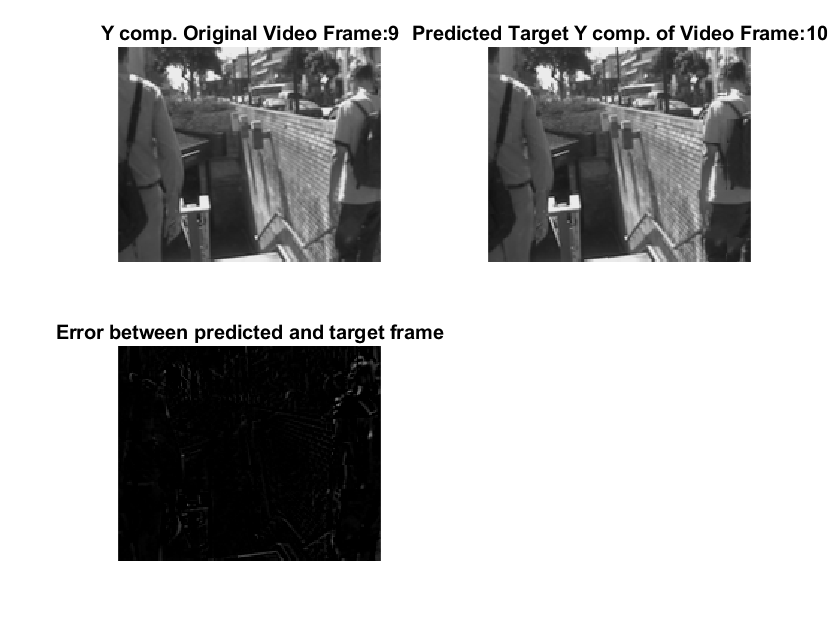 Y comp. Original Video Frame:9
Predicted Target Y comp. of Video Frame:10
Error between predicted and target frame